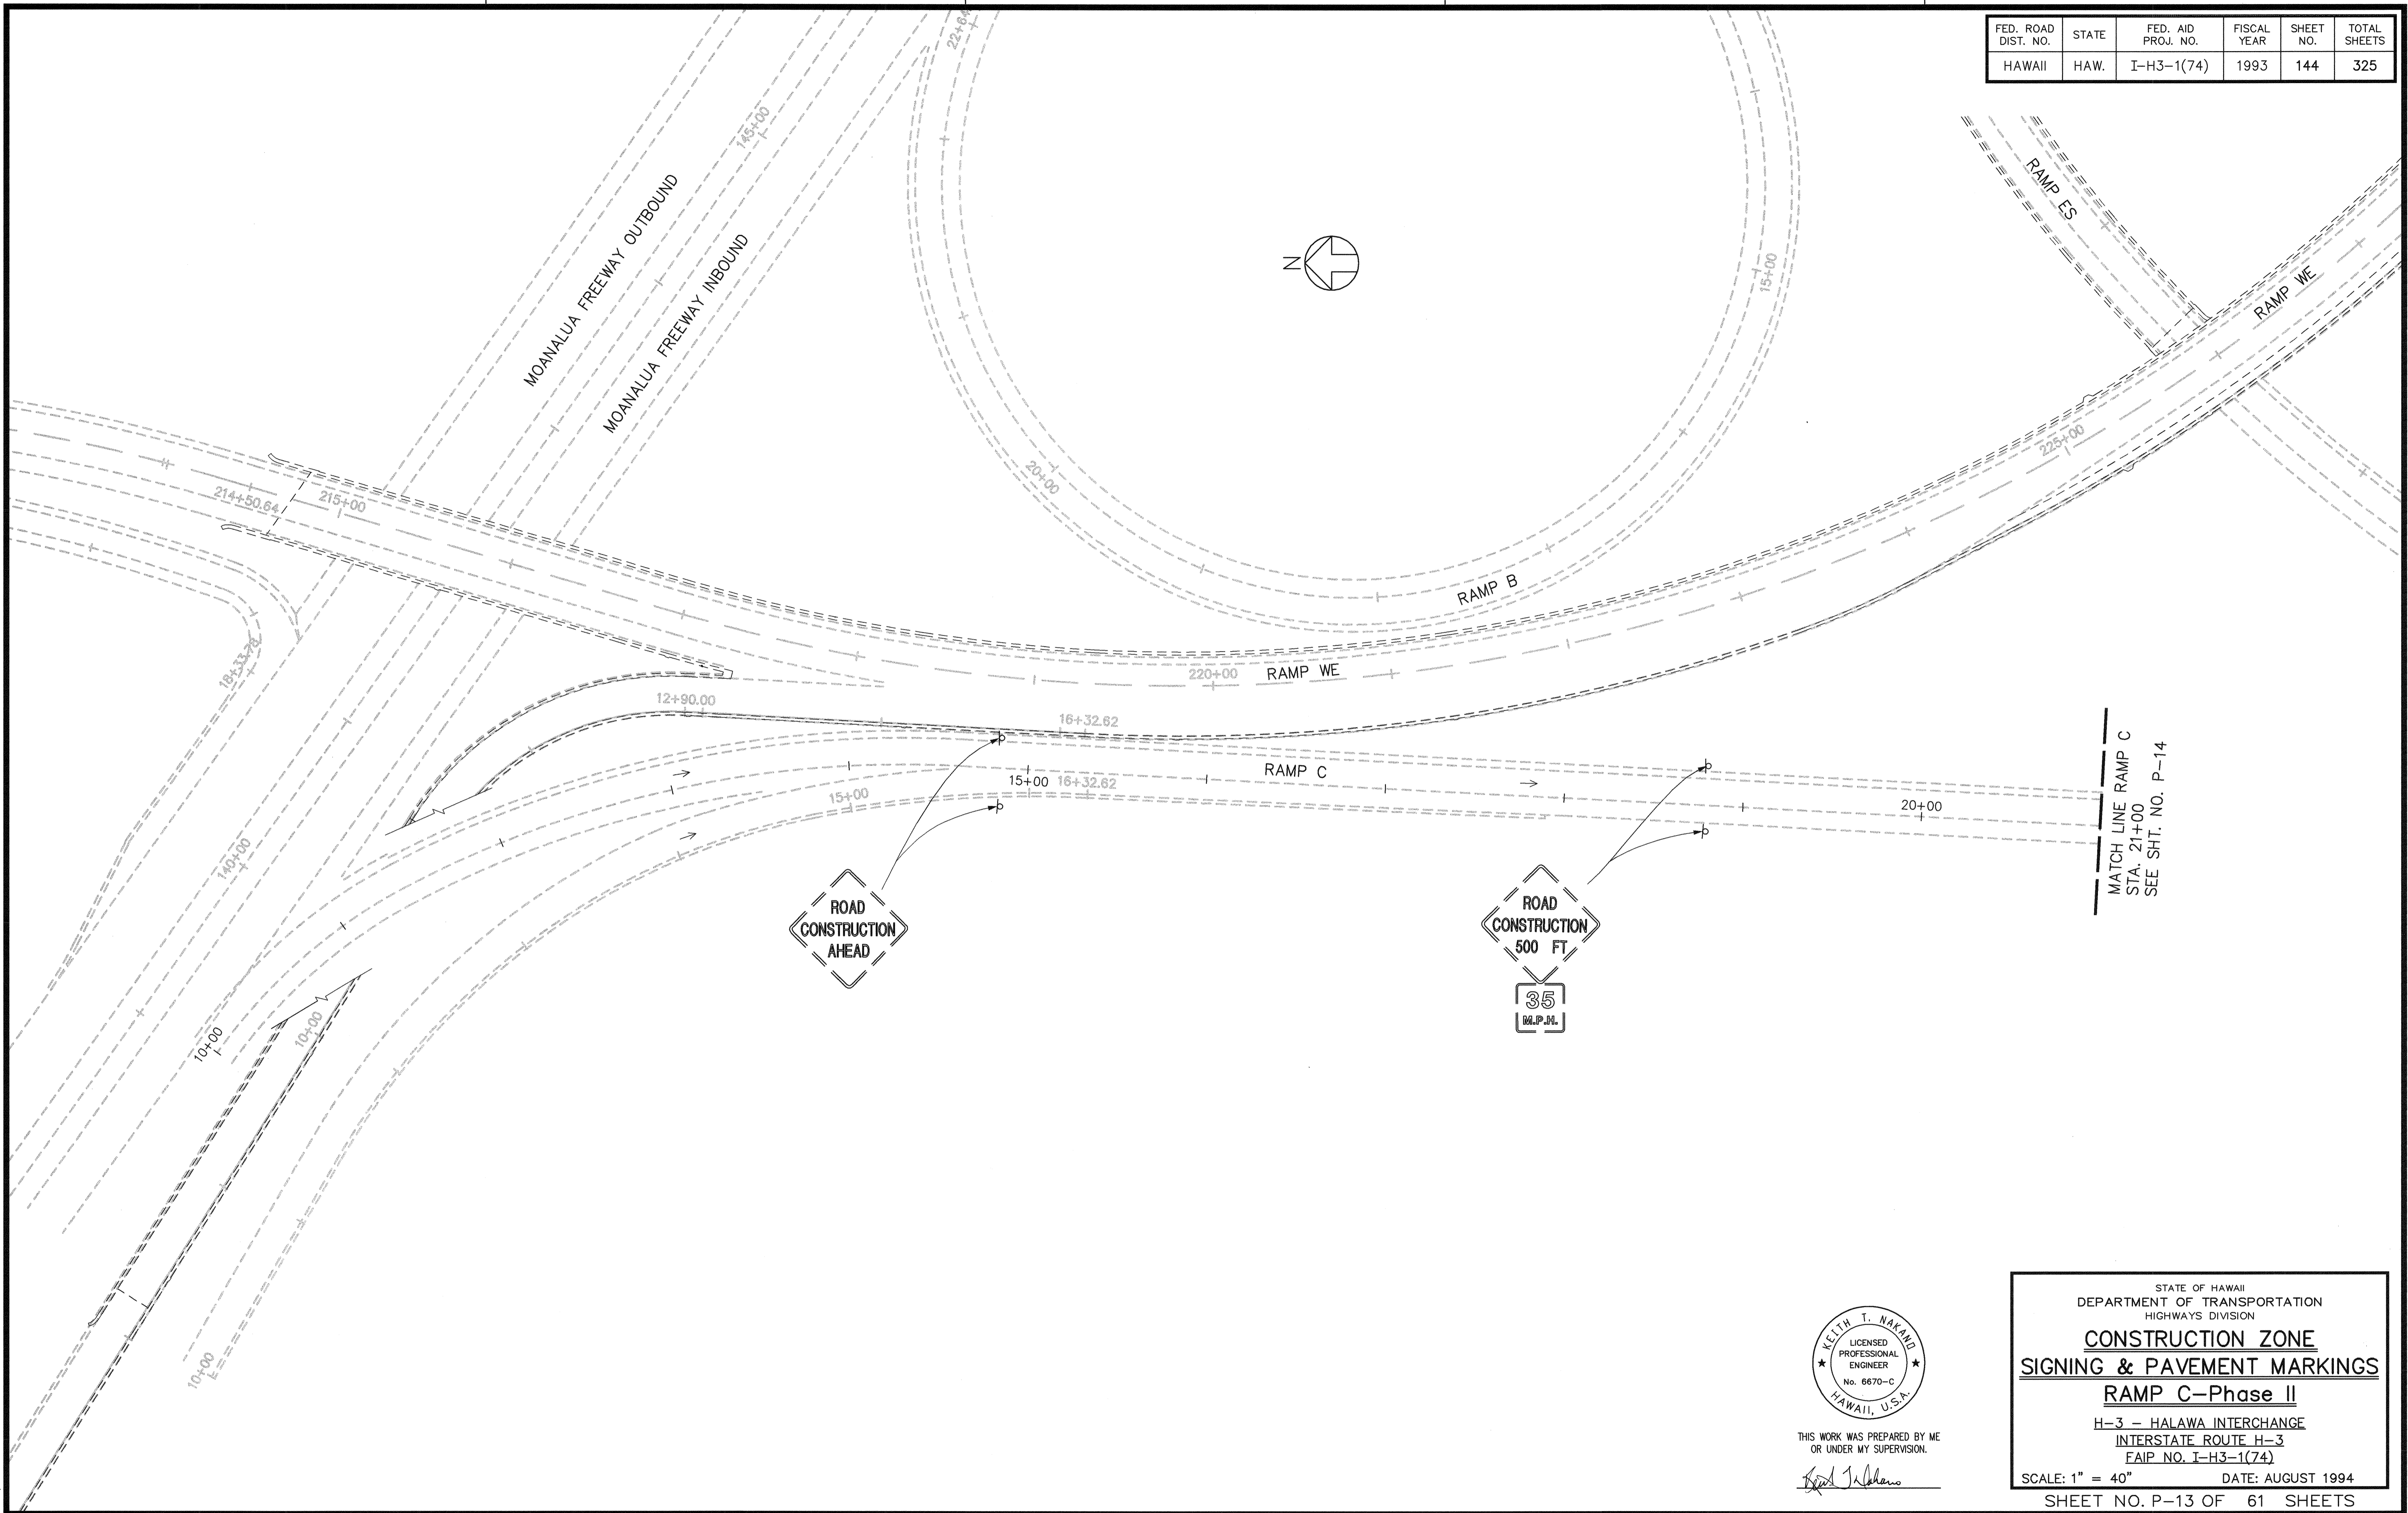 FED. ROAD DIST. NO. STATE FED. AID PROJ. NO. FISCAL YEAR SHEET NO. TOTAL SHEETS
HAWAII HAW. I-H3-1(74) 1993 144 325
22+64
145+00
MOANALUA FREEWAY OUTBOUND
MOANALUA FREEWAY INBOUND
N
15+00
RAMP ES
RAMP WE
225+00
20+00
214+50.64
215+00
RAMP B
18+33.78
220+00
RAMP WE
12+90.00
16+32.62
RAMP C
15+00
16+32.62
15+00
20+00
140+00
10+00
10+00
10+00
ROAD
CONSTRUCTION
AHEAD
ROAD
CONSTRUCTION
500 FT
35
M.P.H.
MATCH LINE RAMP C
STA. 21+00
SEE SHT. NO. P-14
KEITH T. NAKANO
LICENSED
PROFESSIONAL
ENGINEER
No. 6670-C
HAWAII, U.S.A.
THIS WORK WAS PREPARED BY ME
OR UNDER MY SUPERVISION.
STATE OF HAWAII
DEPARTMENT OF TRANSPORTATION
HIGHWAYS DIVISION
CONSTRUCTION ZONE
SIGNING & PAVEMENT MARKINGS
RAMP C-Phase II
H-3 - HALAWA INTERCHANGE
INTERSTATE ROUTE H-3
FAIP NO. I-H3-1(74)
SCALE: 1" = 40" DATE: AUGUST 1994
SHEET NO. P-13 OF 61 SHEETS